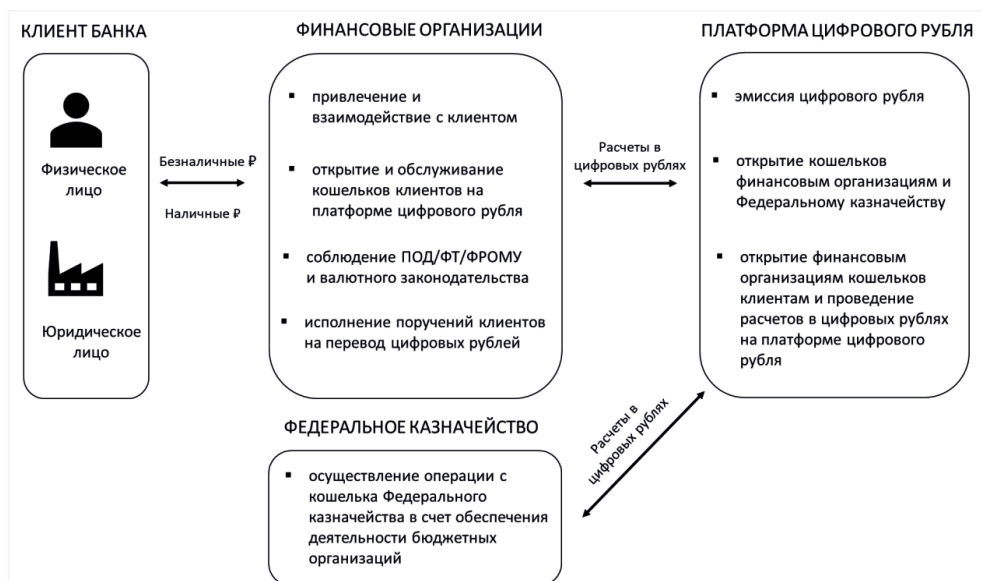 КЛИЕНТ БАНКА
Физическое
лицо
Юридическое
лицо
Безналичные ₽
Наличные ₽
ФИНАНСОВЫЕ ОРГАНИЗАЦИИ
▪ привлечение и
взаимодействие с клиентом
▪ открытие и обслуживание
кошельков клиентов на
платформе цифрового рубля
▪ соблюдение ПОД/ФТ/ФРОМУ
и валютного законодательства
▪ исполнение поручений клиентов
на перевод цифровых рублей
Расчеты в
цифровых рублях
ПЛАТФОРМА ЦИФРОВОГО РУБЛЯ
▪ эмиссия цифрового рубля
▪ открытие кошельков
финансовым организациям и
Федеральному казначейству
▪ открытие финансовым
организациям кошельков
клиентам и проведение
расчетов в цифровых рублях
на платформе цифрового
рубля
Расчеты в
цифровых рублях
ФЕДЕРАЛЬНОЕ КАЗНАЧЕЙСТВО
▪ осуществление операции с
кошелька Федерального
казначейства в счет обеспечения
деятельности бюджетных
организаций